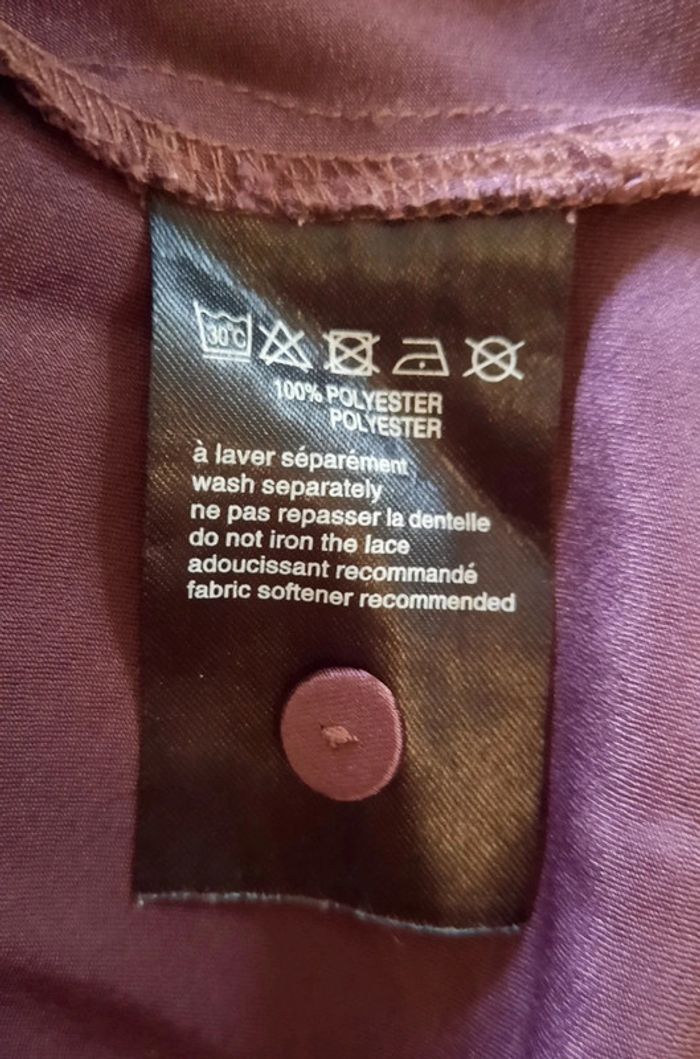 30°C
100% POLYESTER
POLYESTER
à laver séparément
wash separately
ne pas repasser la dentelle
do not iron the lace
adoucissant recommandé
fabric softener recommended